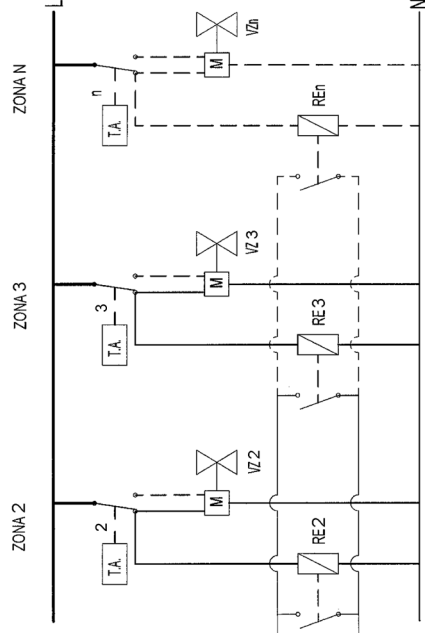 L
N
ZONA 2
ZONA 3
ZONA N
T.A.
2
T.A.
3
T.A.
n
M
VZ 2
M
VZ 3
M
VZn
RE2
RE3
REn